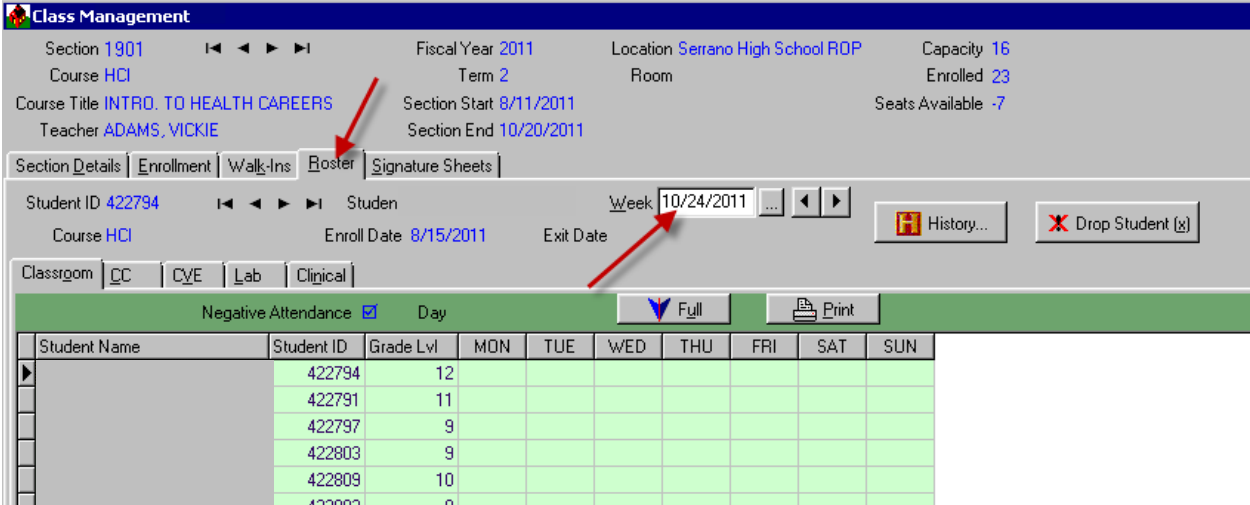 Class Management
Section 1901 Fiscal Year 2011 Location Serrano High School ROP Capacity 16
Course HCI Term 2 Room Enrolled 23
Course Title INTRO. TO HEALTH CAREERS Section Start 8/11/2011 Seats Available -7
Teacher ADAMS, VICKIE Section End 10/20/2011
Section Details Enrollment Walk-Ins Roster Signature Sheets
Student ID 422794 Studen Week 10/24/2011 ... History... Drop Student (x)
Course HCI Enroll Date 8/15/2011 Exit Date
Classroom CC CVE Lab Clinical
Negative Attendance Day Full Print
Student Name Student ID Grade Lvl MON TUE WED THU FRI SAT SUN
422794 12
422791 11
422797 9
422803 9
422809 10